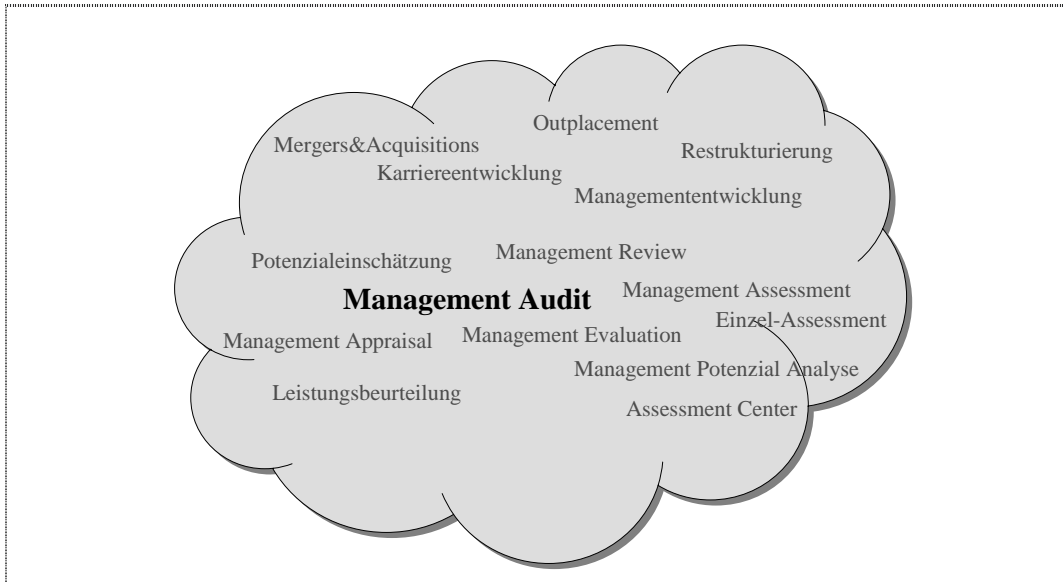 Outplacement
Mergers&Acquisitions
Restrukturierung
Karriereentwicklung
Managemententwicklung
Management Review
Potenzialeinschätzung
Management Assessment
Management Audit
Einzel-Assessment
Management Evaluation
Management Appraisal
Management Potenzial Analyse
Leistungsbeurteilung
Assessment Center